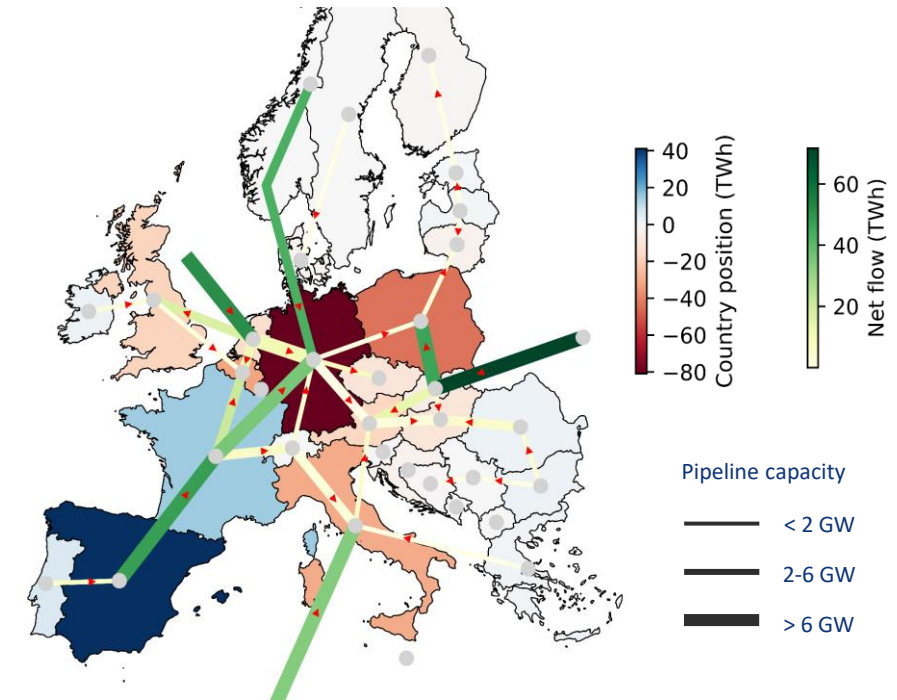 40
20
0
−20
−40
−60
−80
Country position (TWh)
60
40
20
Net flow (TWh)
Pipeline capacity
< 2 GW
2-6 GW
> 6 GW